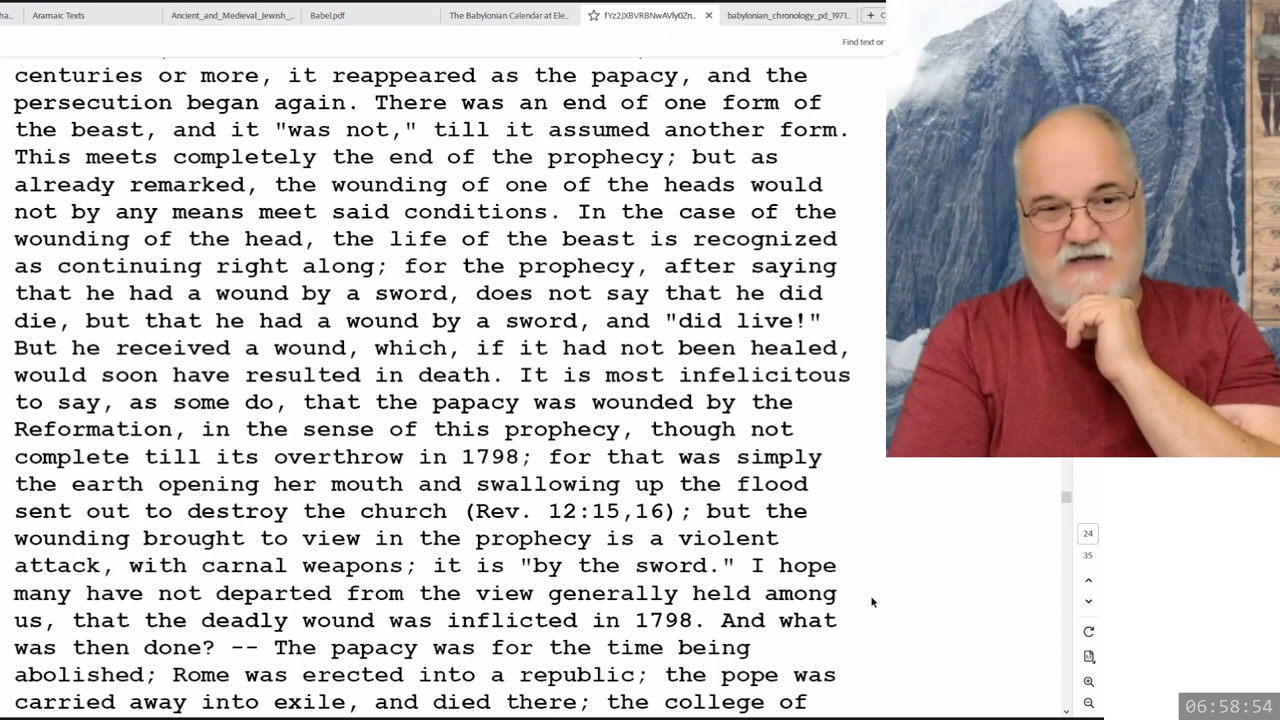 ha...
Aramaic Texts
Ancient_and_Medieval_Jewish_...
Babel.pdf
The Babylonian Calendar at Ele...
fYz2JXBVRBNwAVly0Zn...
babylonian_chronology_pd_1971...
Find text or
centuries or more, it reappeared as the papacy, and the
persecution began again. There was an end of one form of
the beast, and it "was not," till it assumed another form.
This meets completely the end of the prophecy; but as
already remarked, the wounding of one of the heads would
not by any means meet said conditions. In the case of the
wounding of the head, the life of the beast is recognized
as continuing right along; for the prophecy, after saying
that he had a wound by a sword, does not say that he did
die, but that he had a wound by a sword, and "did live!"
But he received a wound, which, if it had not been healed,
would soon have resulted in death. It is most infelicitous
to say, as some do, that the papacy was wounded by the
Reformation, in the sense of this prophecy, though not
complete till its overthrow in 1798; for that was simply
the earth opening her mouth and swallowing up the flood
sent out to destroy the church (Rev. 12:15,16); but the
wounding brought to view in the prophecy is a violent
attack, with carnal weapons; it is "by the sword." I hope
many have not departed from the view generally held among
us, that the deadly wound was inflicted in 1798. And what
was then done? -- The papacy was for the time being
abolished; Rome was erected into a republic; the pope was
carried away into exile, and died there; the college of
24
35
06:58:54